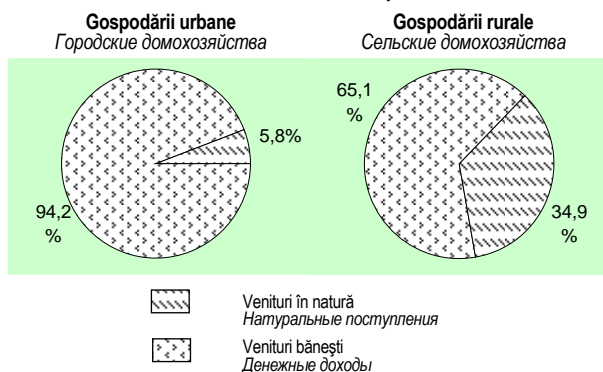 Gospodării urbane
Городские домохозяйства
Gospodării rurale
Сельские домохозяйства
5,8%
94,2
%
65,1
%
34,9
%
Venituri în natură
Натуральные поступления
Venituri băneşti
Денежные доходы